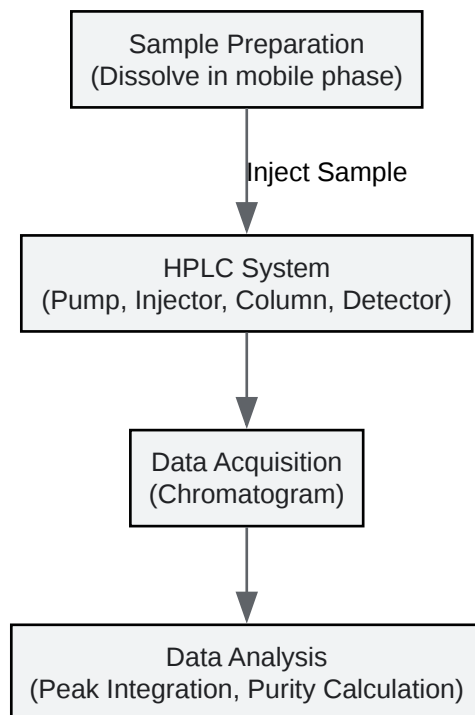 Sample Preparation
(Dissolve in mobile phase)
Inject Sample
HPLC System
(Pump, Injector, Column, Detector)
Data Acquisition
(Chromatogram)
Data Analysis
(Peak Integration, Purity Calculation)